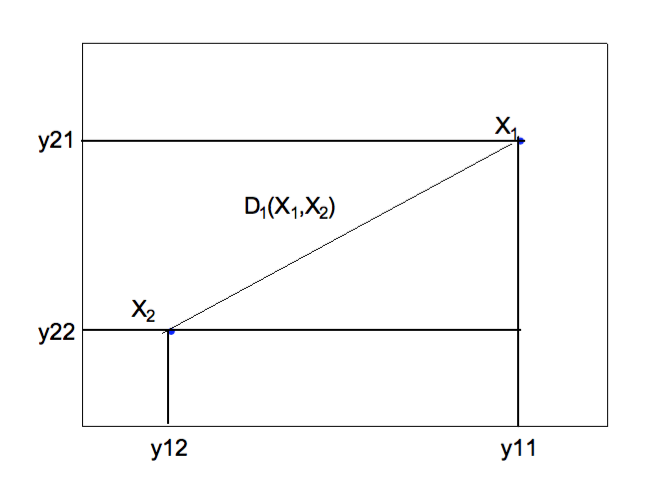 X₁
y21
D₁(X₁,X₂)
X₂
y22
y12
y11